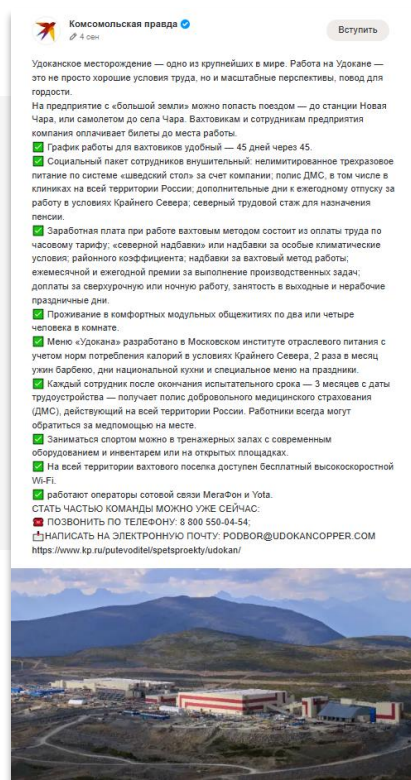 Комсомольская правда
4 сен
Вступить
Удоканское месторождение — одно из крупнейших в мире. Работа на Удокане —
это не просто хорошие условия труда, но и масштабные перспективы, повод для
гордости.
На предприятие с «большой земли» можно попасть поездом — до станции Новая
Чара, или самолетом до села Чара. Вахтовикам и сотрудникам предприятия
компания оплачивает билеты до места работы.
✅ График работы для вахтовиков удобный — 45 дней через 45.
✅ Социальный пакет сотрудников внушительный: нелимитированное трехразовое
питание по системе «шведский стол» за счет компании; полис ДМС, в том числе в
клиниках на всей территории России; дополнительные дни к ежегодному отпуску за
работу в условиях Крайнего Севера; северный трудовой стаж для назначения
пенсии.
✅ Заработная плата при работе вахтовым методом состоит из оплаты труда по
часовому тарифу; «северной надбавки» или надбавки за особые климатические
условия; районного коэффициента; надбавки за вахтовый метод работы;
ежемесячной и ежегодной премии за выполнение производственных задач;
доплаты за сверхурочную или ночную работу, занятость в выходные и нерабочие
праздничные дни.
✅ Проживание в комфортных модульных общежитиях по два или четыре
человека в комнате.
✅ Меню «Удокана» разработано в Московском институте отраслевого питания с
учетом норм потребления калорий в условиях Крайнего Севера, 2 раза в месяц
ужин барбекю, дни национальной кухни и специальное меню на праздники.
✅ Каждый сотрудник после окончания испытательного срока — 3 месяцев с даты
трудоустройства — получает полис добровольного медицинского страхования
(ДМС), действующий на всей территории России. Работники всегда могут
обратиться за медпомощью на месте.
✅ Заниматься спортом можно в тренажерных залах с современным
оборудованием и инвентарем или на открытых площадках.
✅ На всей территории вахтового поселка доступен бесплатный высокоскоростной
Wi-Fi.
✅ работают операторы сотовой связи МегаФон и Yota.
СТАТЬ ЧАСТЬЮ КОМАНДЫ МОЖНО УЖЕ СЕЙЧАС:
☎ ПОЗВОНИТЬ ПО ТЕЛЕФОНУ: 8 800 550-04-54;
📩НАПИСАТЬ НА ЭЛЕКТРОННУЮ ПОЧТУ: PODBOR@UDOKANCOPPER.COM
https://www.kp.ru/putevoditel/spetsproekty/udokan/